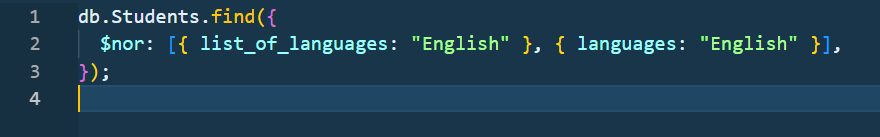 1 db.Students.find({
2 $nor: [{ list_of_languages: "English" }, { languages: "English" }],
3 });
4